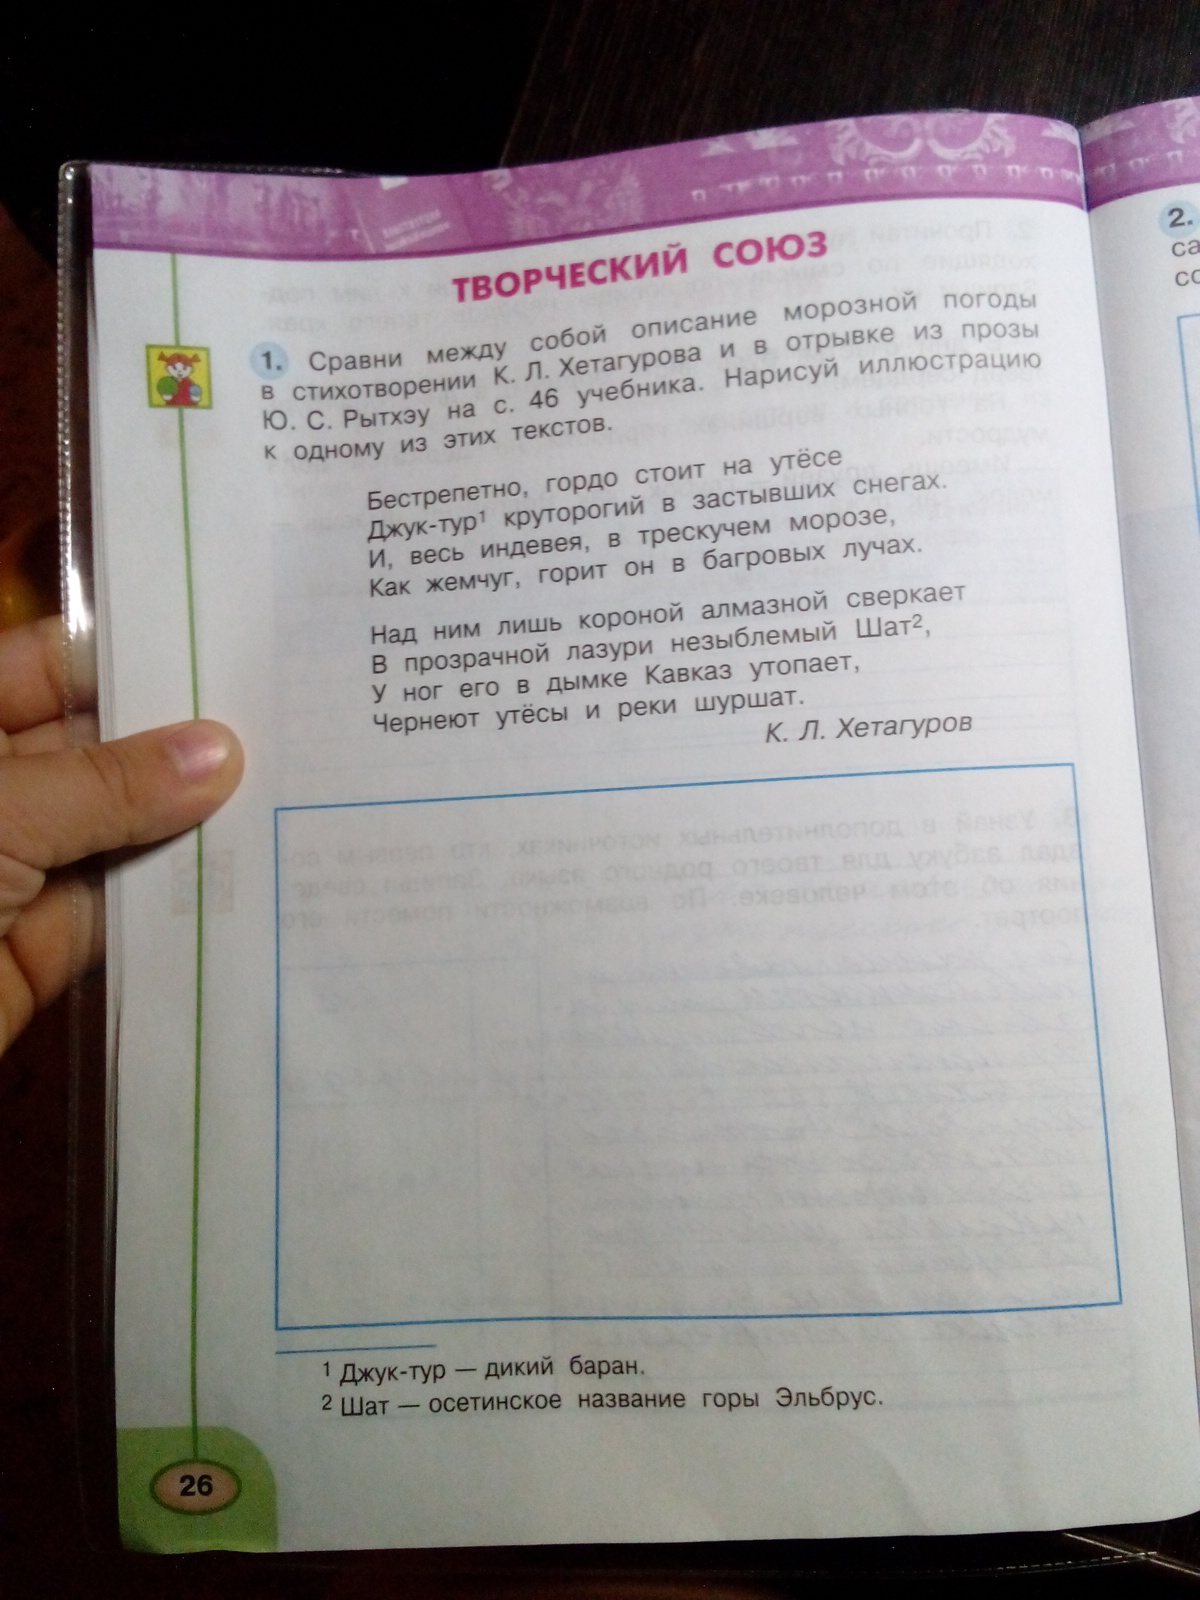 ТВОРЧЕСКИЙ СОЮЗ
1. Сравни между собой описание морозной погоды
в стихотворении К. Л. Хетагурова и в отрывке из прозы
Ю. С. Рытхэу на с. 46 учебника. Нарисуй иллюстрацию
к одному из этих текстов.
Бестрепетно, гордо стоит на утёсе
Джук-тур¹ круторогий в застывших снегах.
И, весь индевея, в трескучем морозе,
Как жемчуг, горит он в багровых лучах.
Над ним лишь короной алмазной сверкает
В прозрачной лазури незыблемый Шат²,
У ног его в дымке Кавказ утопает,
Чернеют утёсы и реки шуршат.
К. Л. Хетагуров
1 Джук-тур — дикий баран.
2 Шат — осетинское название горы Эльбрус.
26
2.
са
со